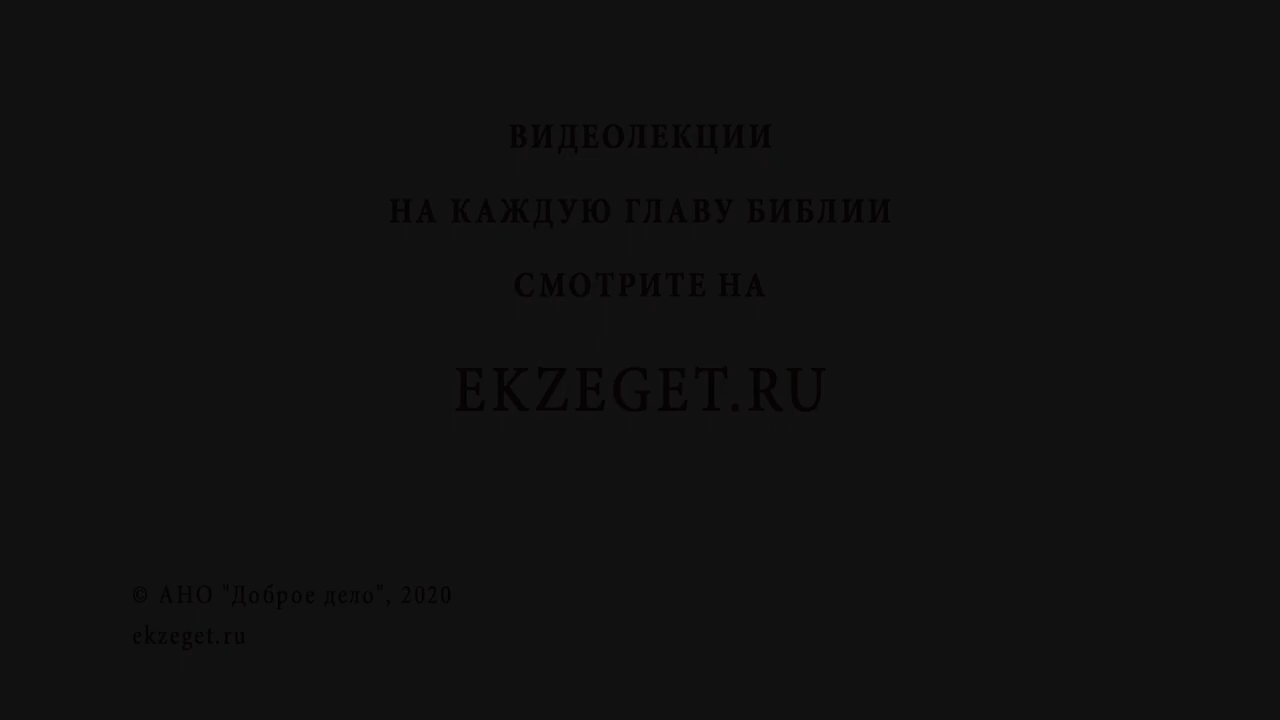 ВИДЕОЛЕКЦИИ
НА КАЖДУЮ ГЛАВУ БИБЛИИ
СМОТРИТЕ НА
EKZEGET.RU
© АНО "Доброе дело", 2020
ekzeget.ru